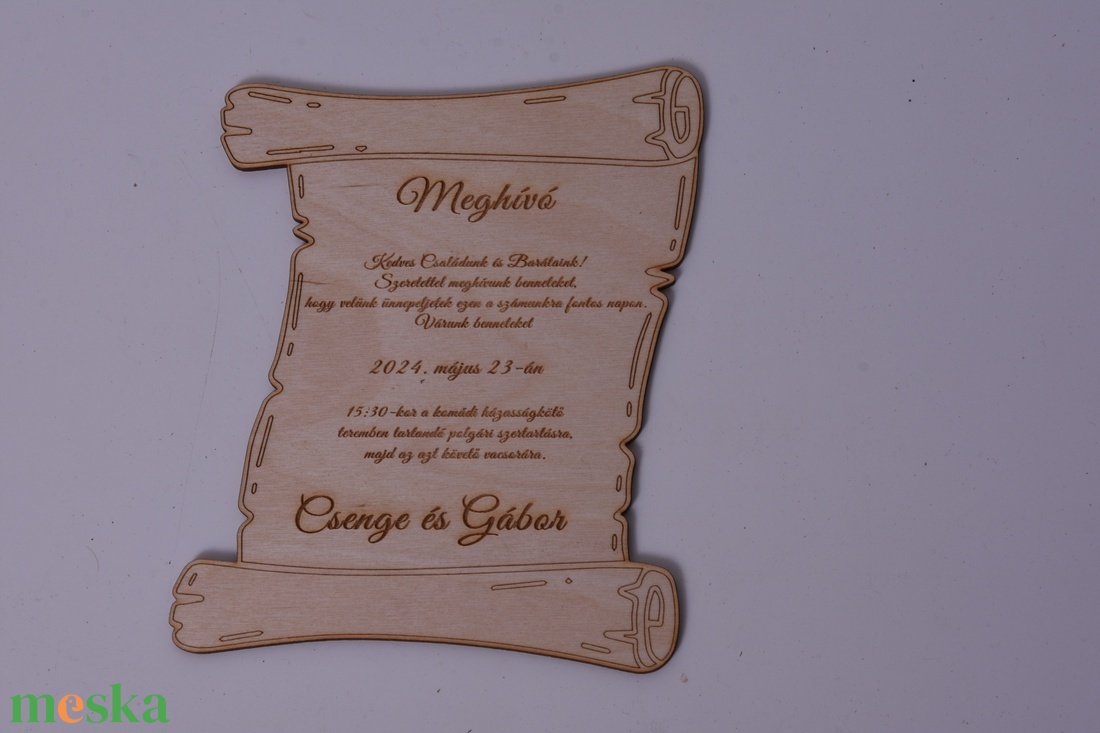 Meghívó
Kedves Családunk és Barátaink!
Szeretettel meghívunk benneteket,
hogy velünk ünnepeljetek ezen a számunkra fontos napon.
Várunk benneteket
2024. május 23-án
15:30-kor a komádi házasságkötő
teremben tartandó polgári szertartásra,
majd az azt követő vacsorára.
Csenge és Gábor
meska